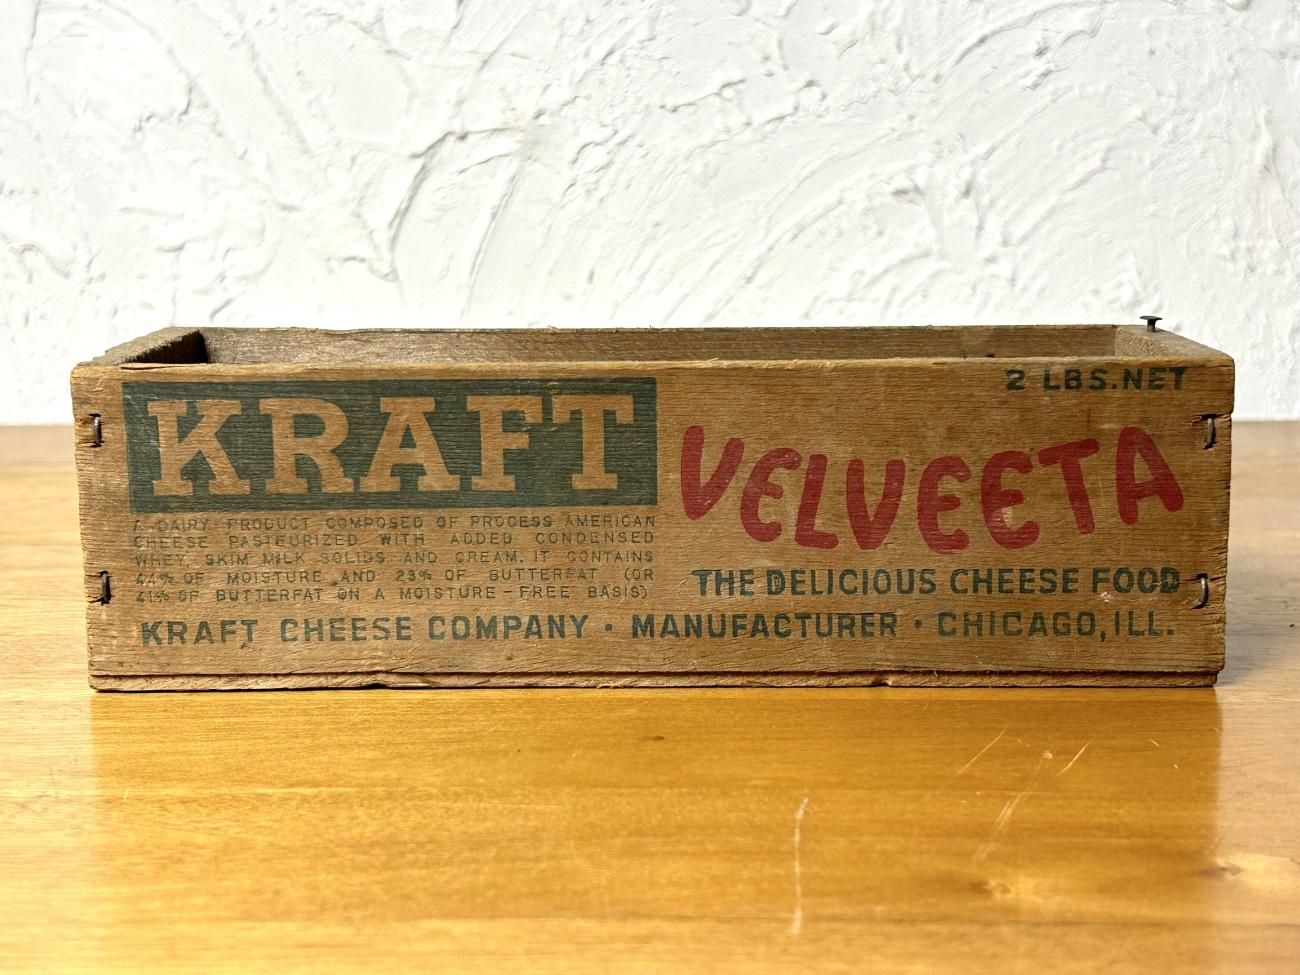 KRAFT
A DAIRY PRODUCT COMPOSED OF PROCESS AMERICAN
CHEESE PASTEURIZED WITH ADDED CONDENSED
WHEY, SKIM MILK SOLIDS AND CREAM. IT CONTAINS
44% OF MOISTURE AND 23% OF BUTTERFAT (OR
41% OF BUTTERFAT ON A MOISTURE-FREE BASIS)
2 LBS.NET
VELVEETA
THE DELICIOUS CHEESE FOOD
KRAFT CHEESE COMPANY · MANUFACTURER · CHICAGO, ILL.